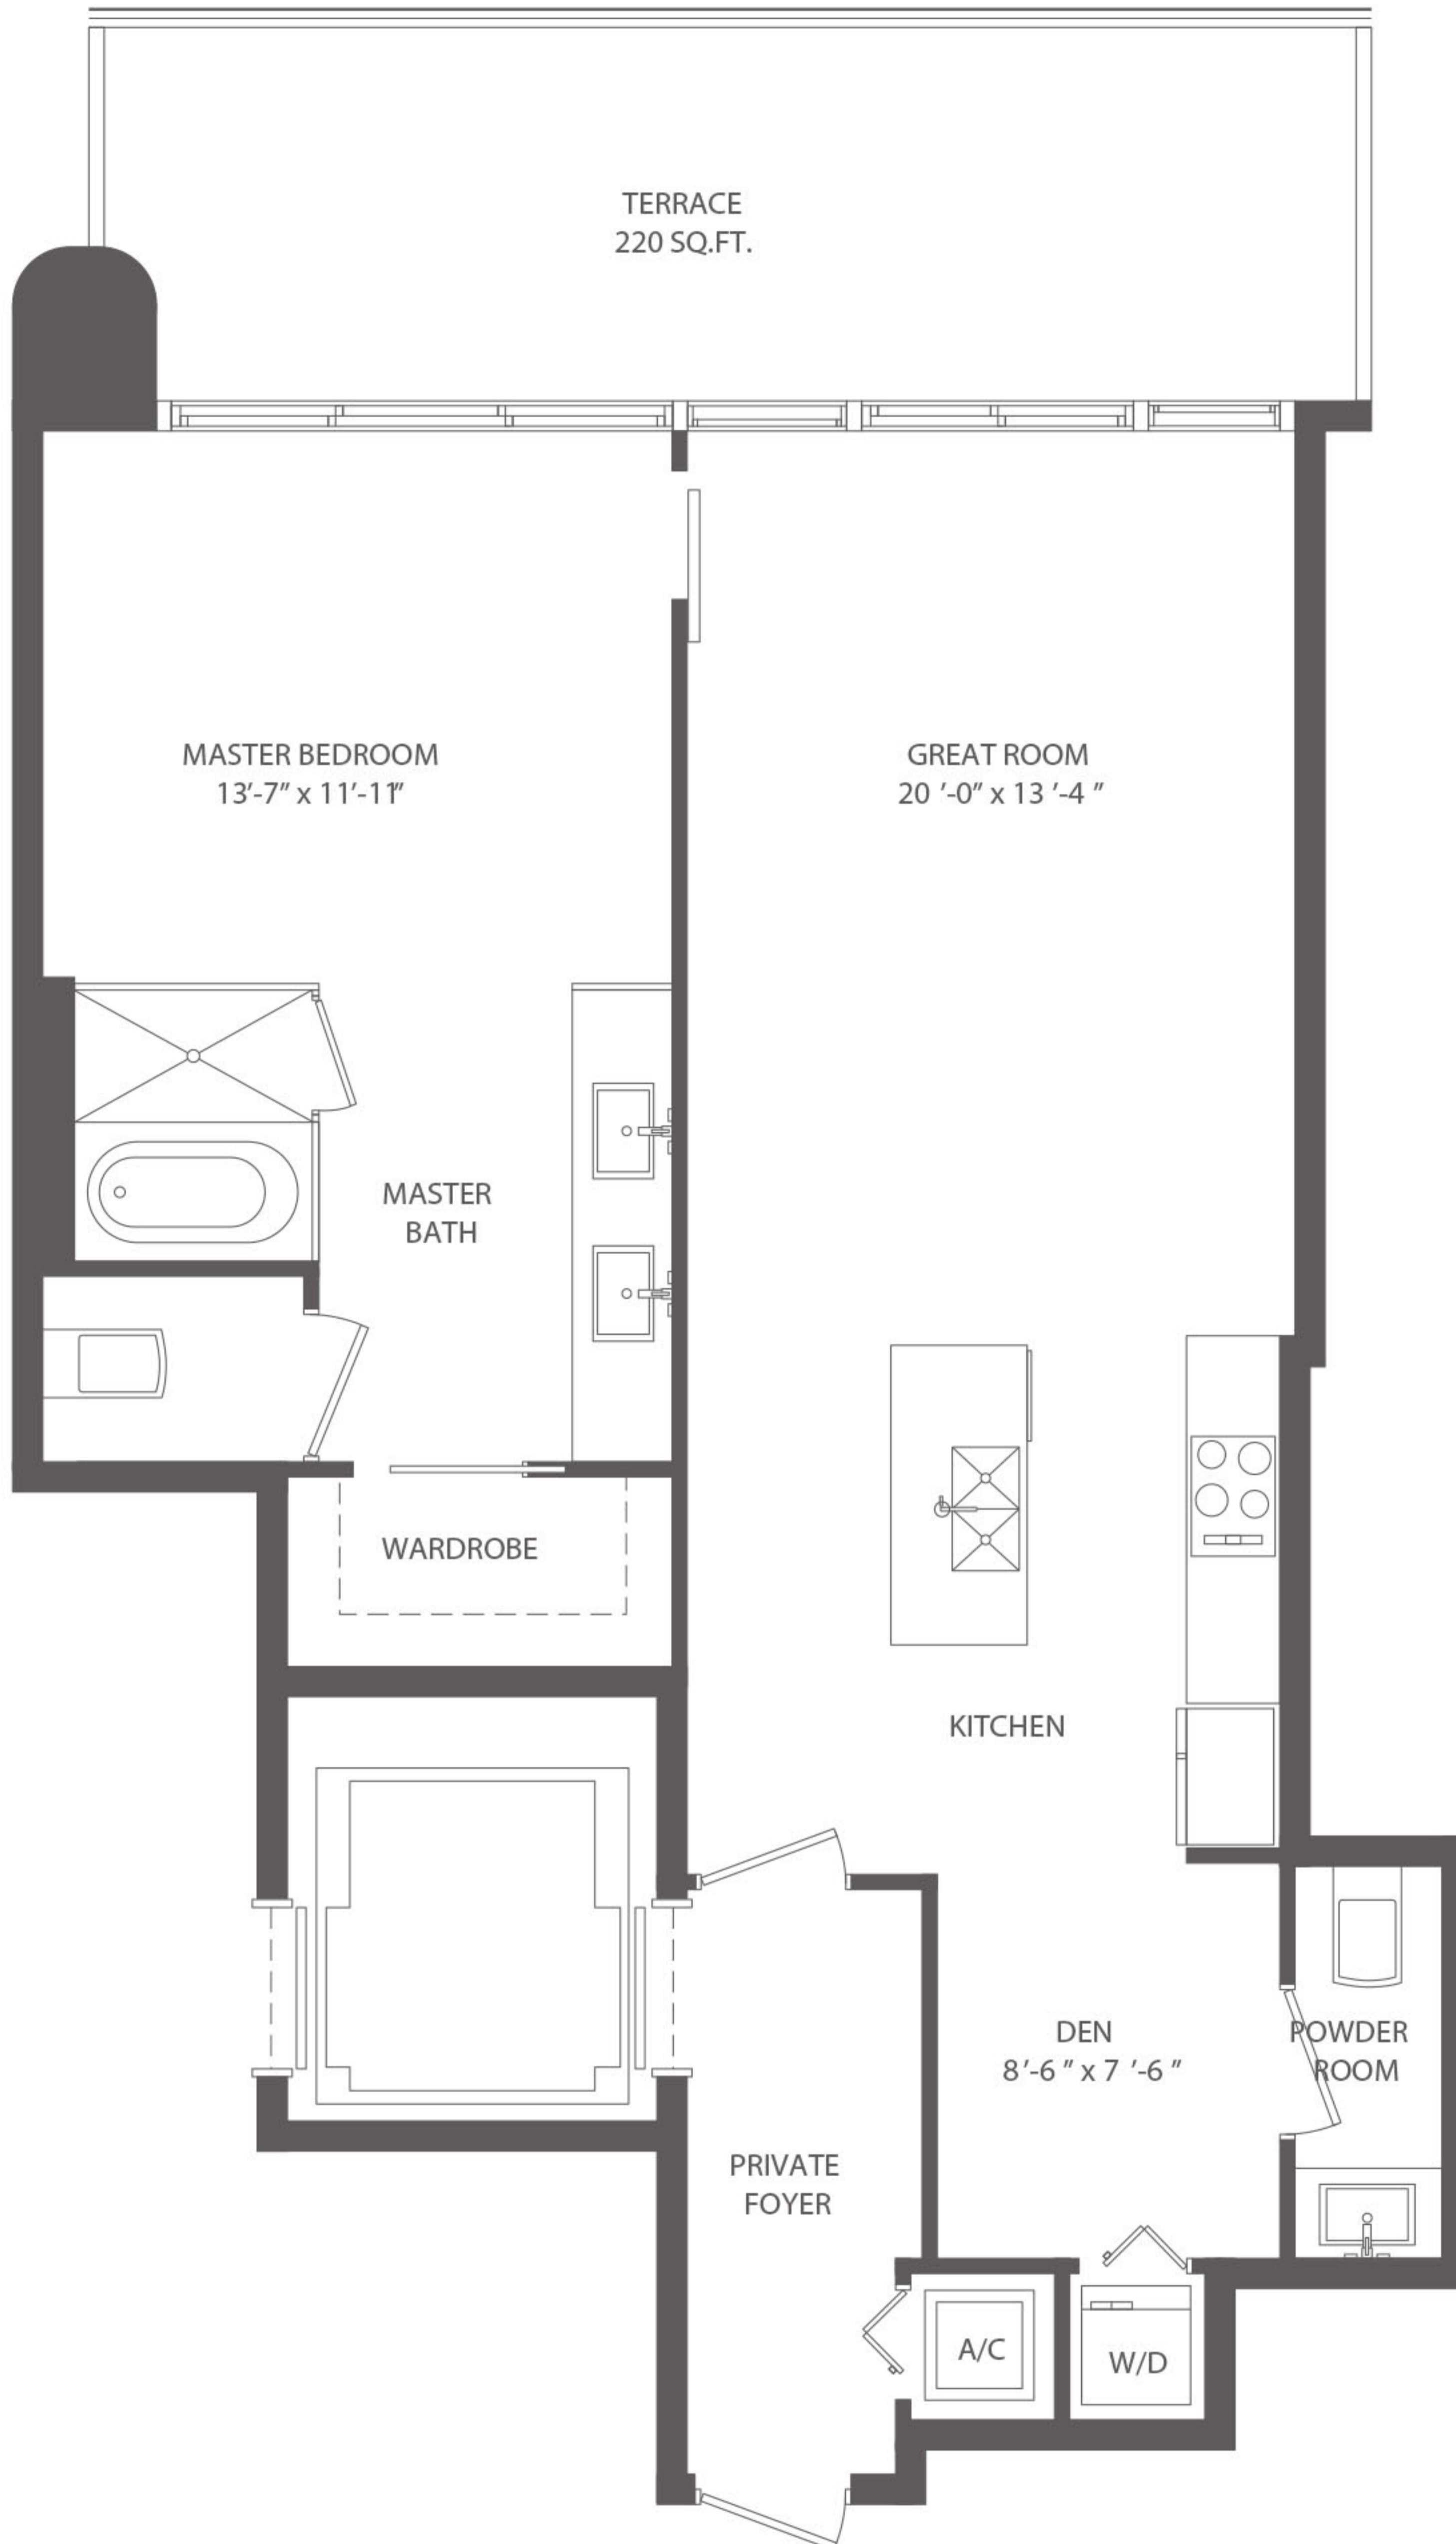 TERRACE
220 SQ.FT.
MASTER BEDROOM
13'-7" x 11'-11"
GREAT ROOM
20 '-0" x 13 '-4 "
MASTER
BATH
WARDROBE
KITCHEN
DEN
8 '-6 " x 7 '-6 "
POWDER
ROOM
PRIVATE
FOYER
A/C
W/D